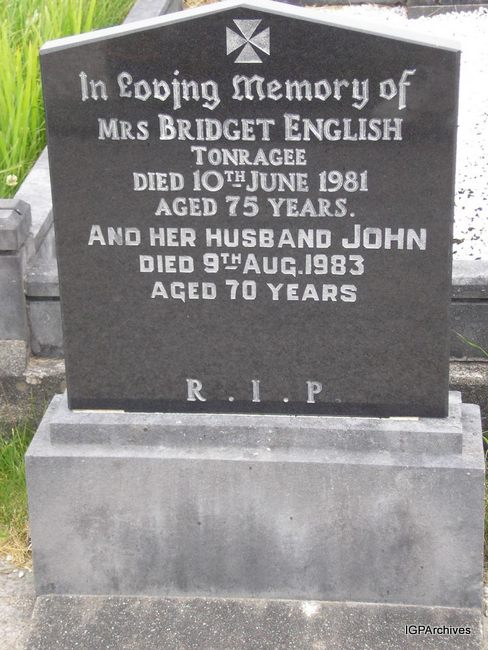 In Loving Memory of
MRS BRIDGET ENGLISH
TONRAGEE
DIED 10TH JUNE 1981
AGED 75 YEARS.
AND HER HUSBAND JOHN
DIED 9TH AUG. 1983
AGED 70 YEARS
R. I. P
IGPArchives